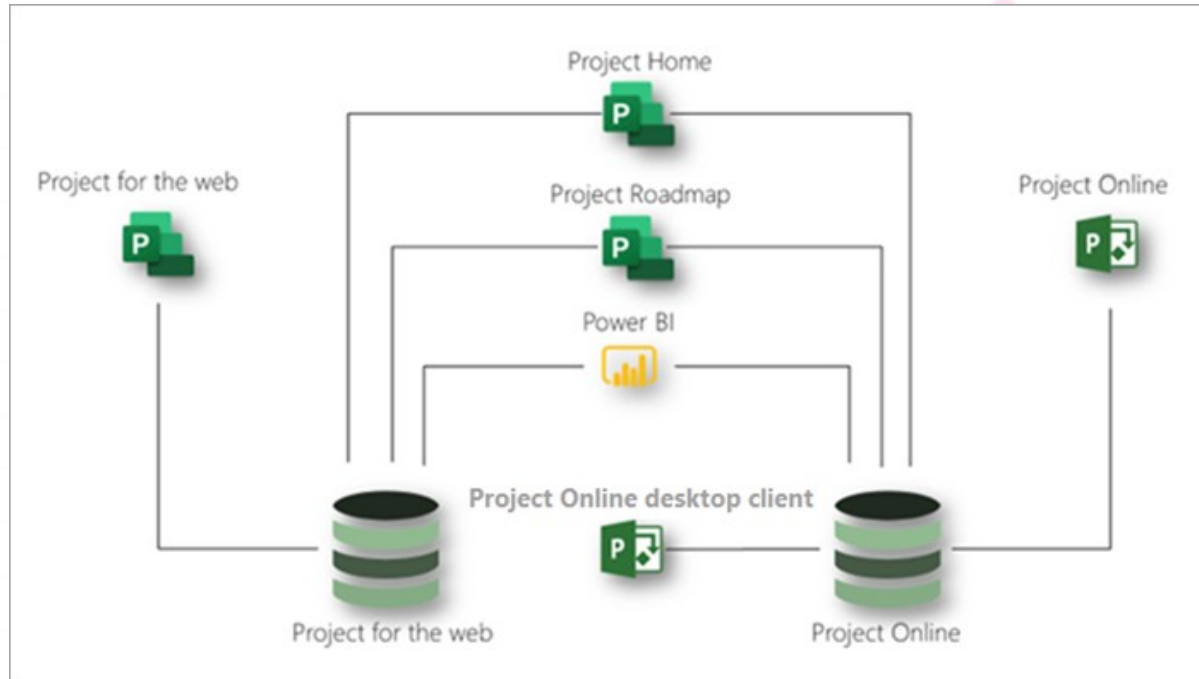 Project Home
Project for the web
Project Roadmap
Project Online
Power BI
Project Online desktop client
Project for the web
Project Online